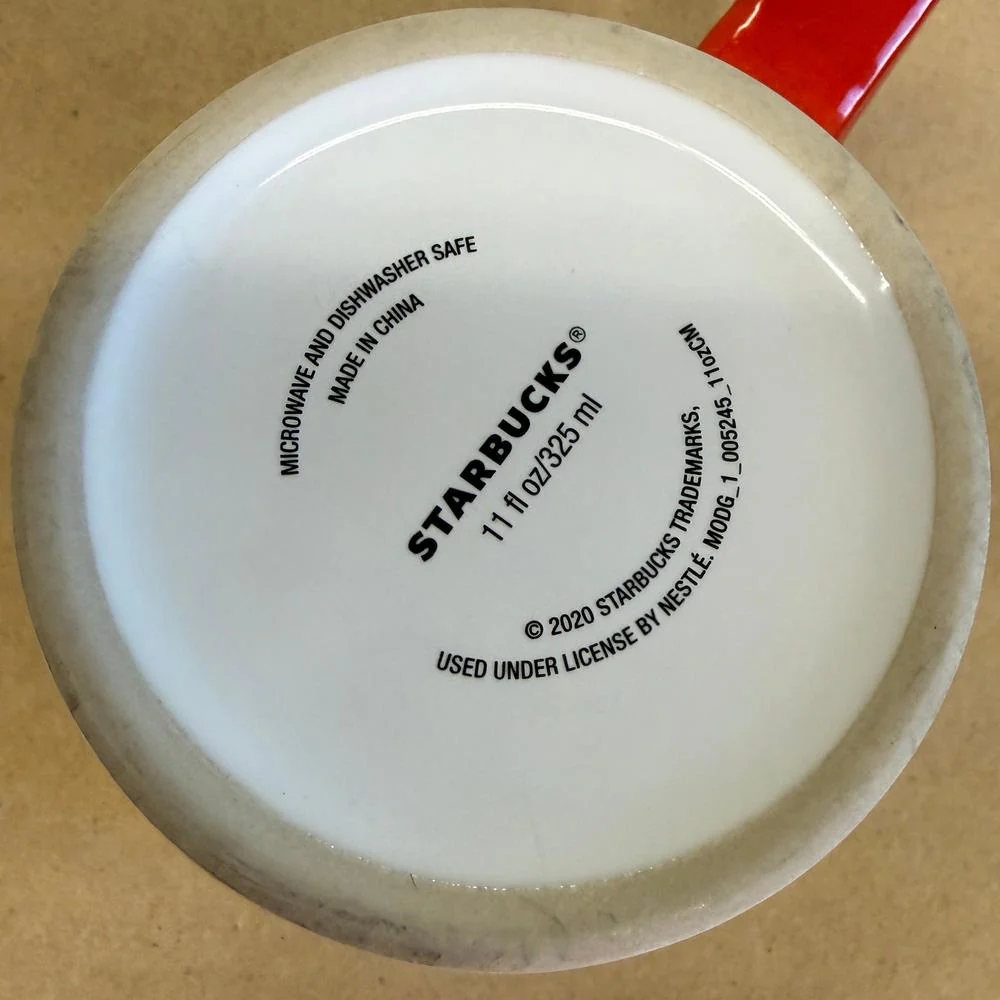 MICROWAVE AND DISHWASHER SAFE
MADE IN CHINA
STARBUCKS®
11 fl oz/325 ml
© 2020 STARBUCKS TRADEMARKS,
USED UNDER LICENSE BY NESTLÉ. MODG_1_005245_11ozCM